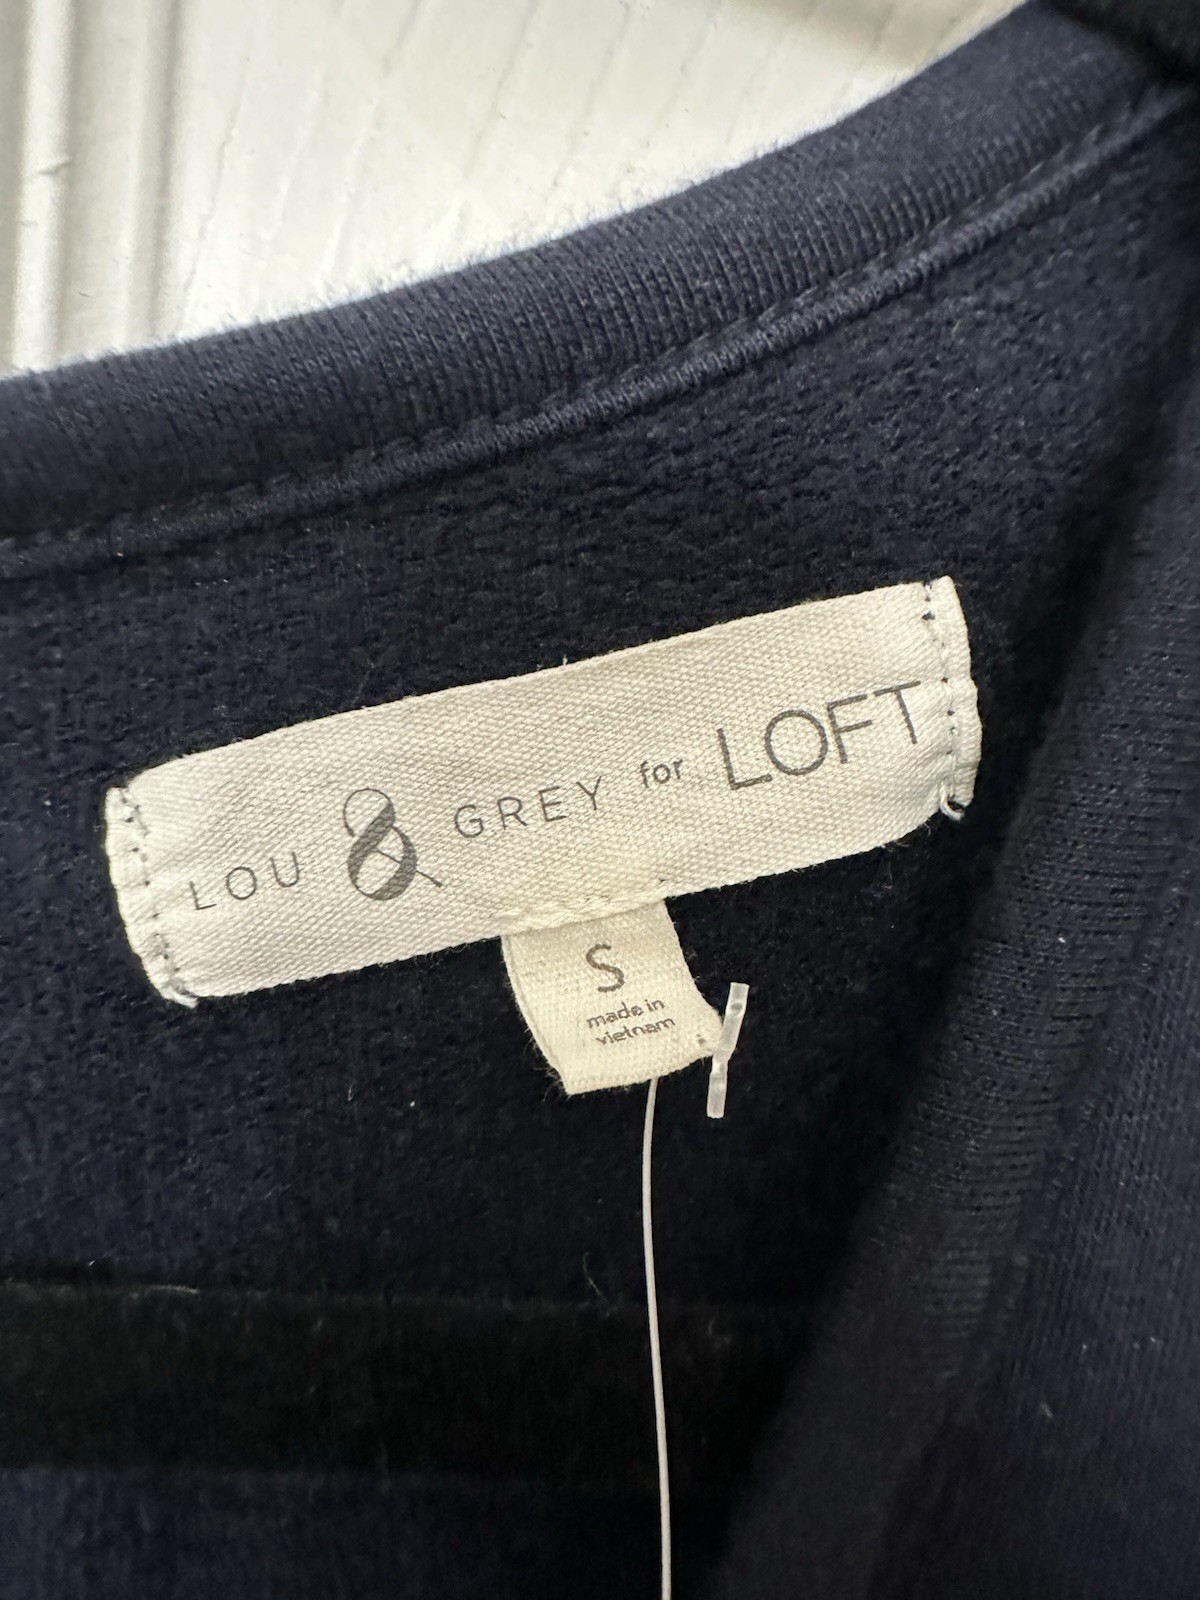 LOU & GREY for LOFT
S
made in
vietnam